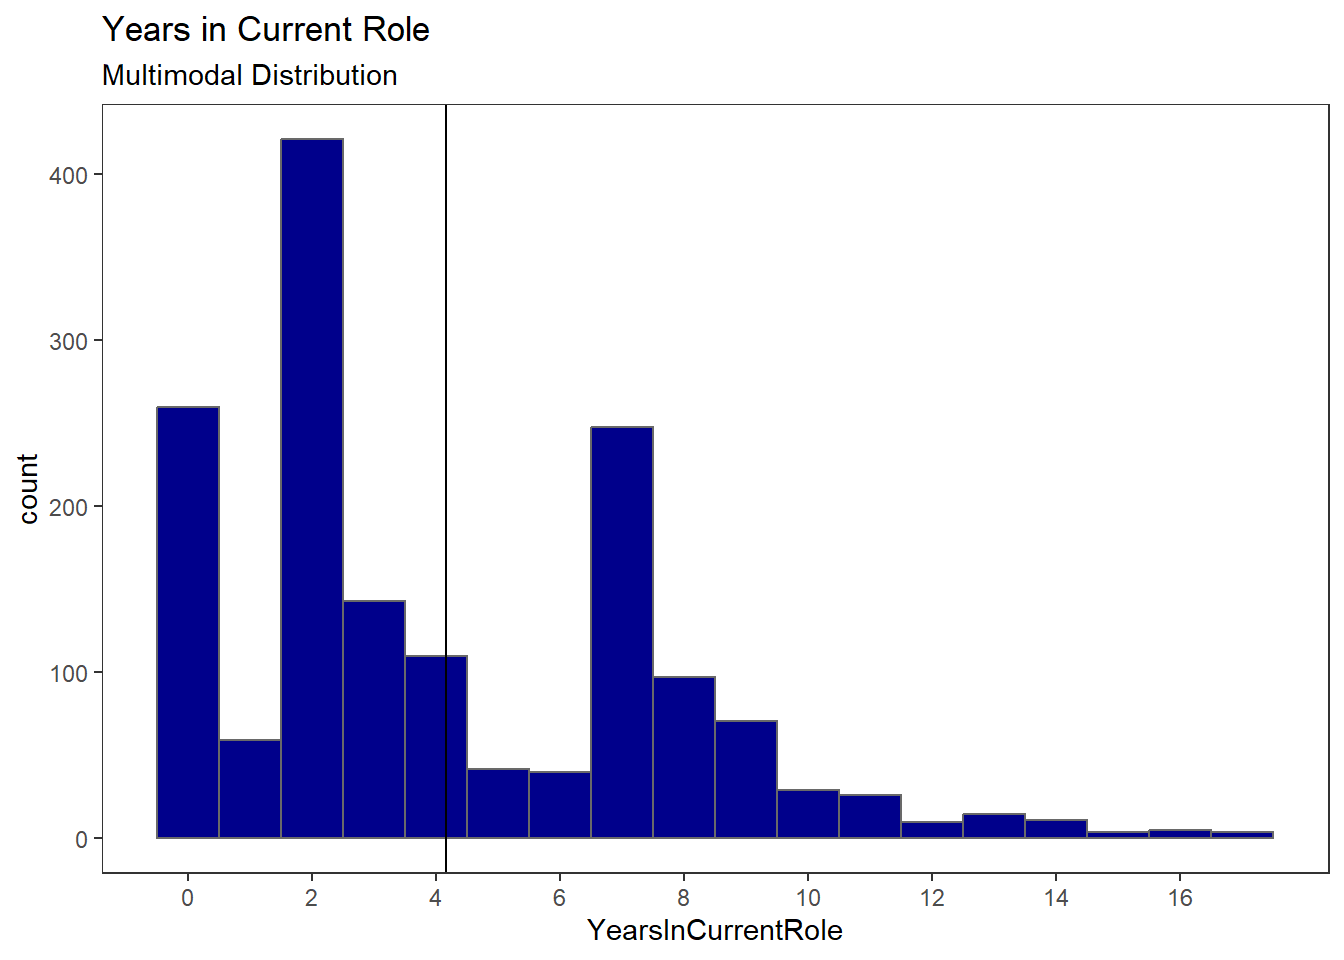 Years in Current Role
Multimodal Distribution
400
300
200
100
0
count
0 2 4 6 8 10 12 14 16
YearsInCurrentRole